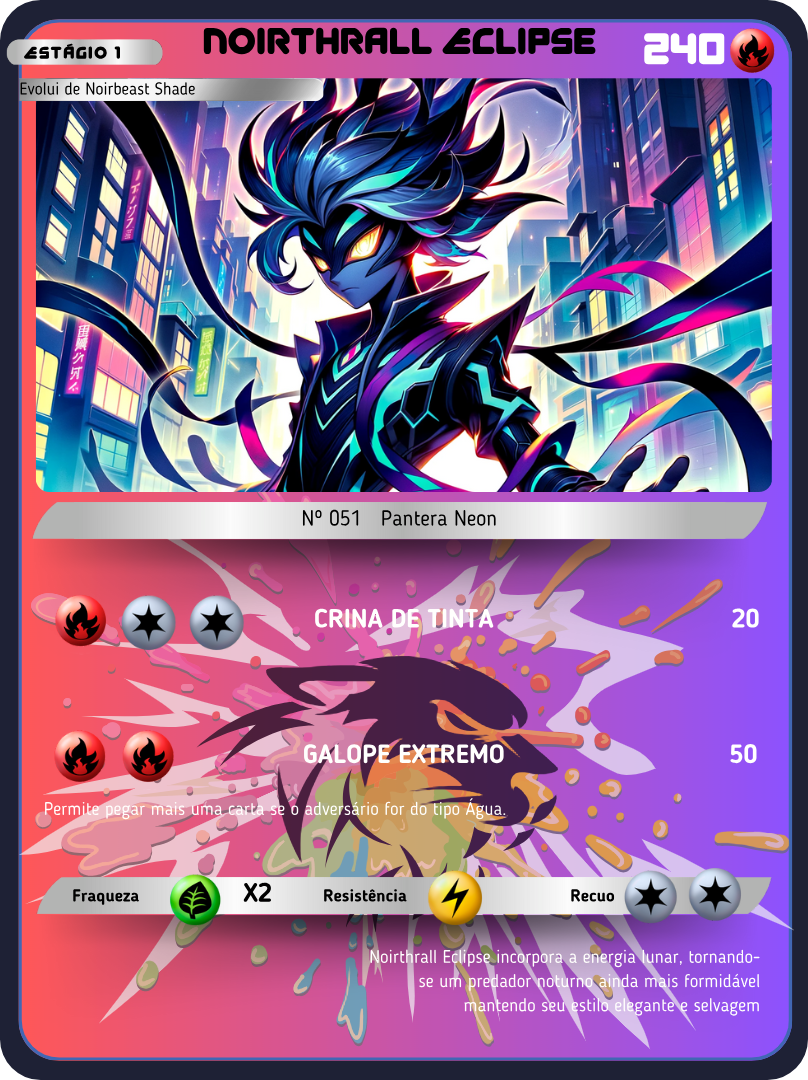 ESTÁGIO 1
NOIRTHRALL ECLIPSE
240
Evolui de Noirbeast Shade
Nº 051 Pantera Neon
CRINA DE TINTA 20
GALOPE EXTREMO 50
Permite pegar mais uma carta se o adversário for do tipo Água.
Fraqueza X2 Resistência Recuo
Noirthrall Eclipse incorpora a energia lunar, tornando-
se um predador noturno ainda mais formidável
mantendo seu estilo elegante e selvagem